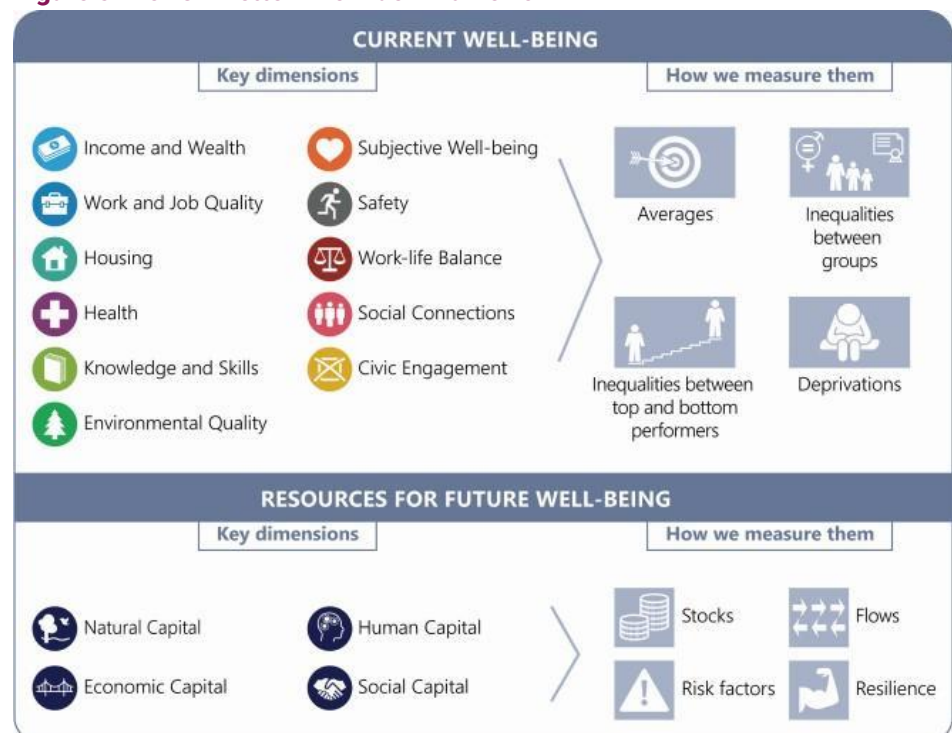 CURRENT WELL-BEING
Key dimensions
How we measure them
Income and Wealth
Subjective Well-being
Work and Job Quality
Safety
Housing
Work-life Balance
Health
Social Connections
Knowledge and Skills
Civic Engagement
Environmental Quality
Averages
Inequalities
between
groups
Inequalities between
top and bottom
performers
Deprivations
RESOURCES FOR FUTURE WELL-BEING
Key dimensions
How we measure them
Natural Capital
Human Capital
Economic Capital
Social Capital
Stocks
Flows
Risk factors
Resilience